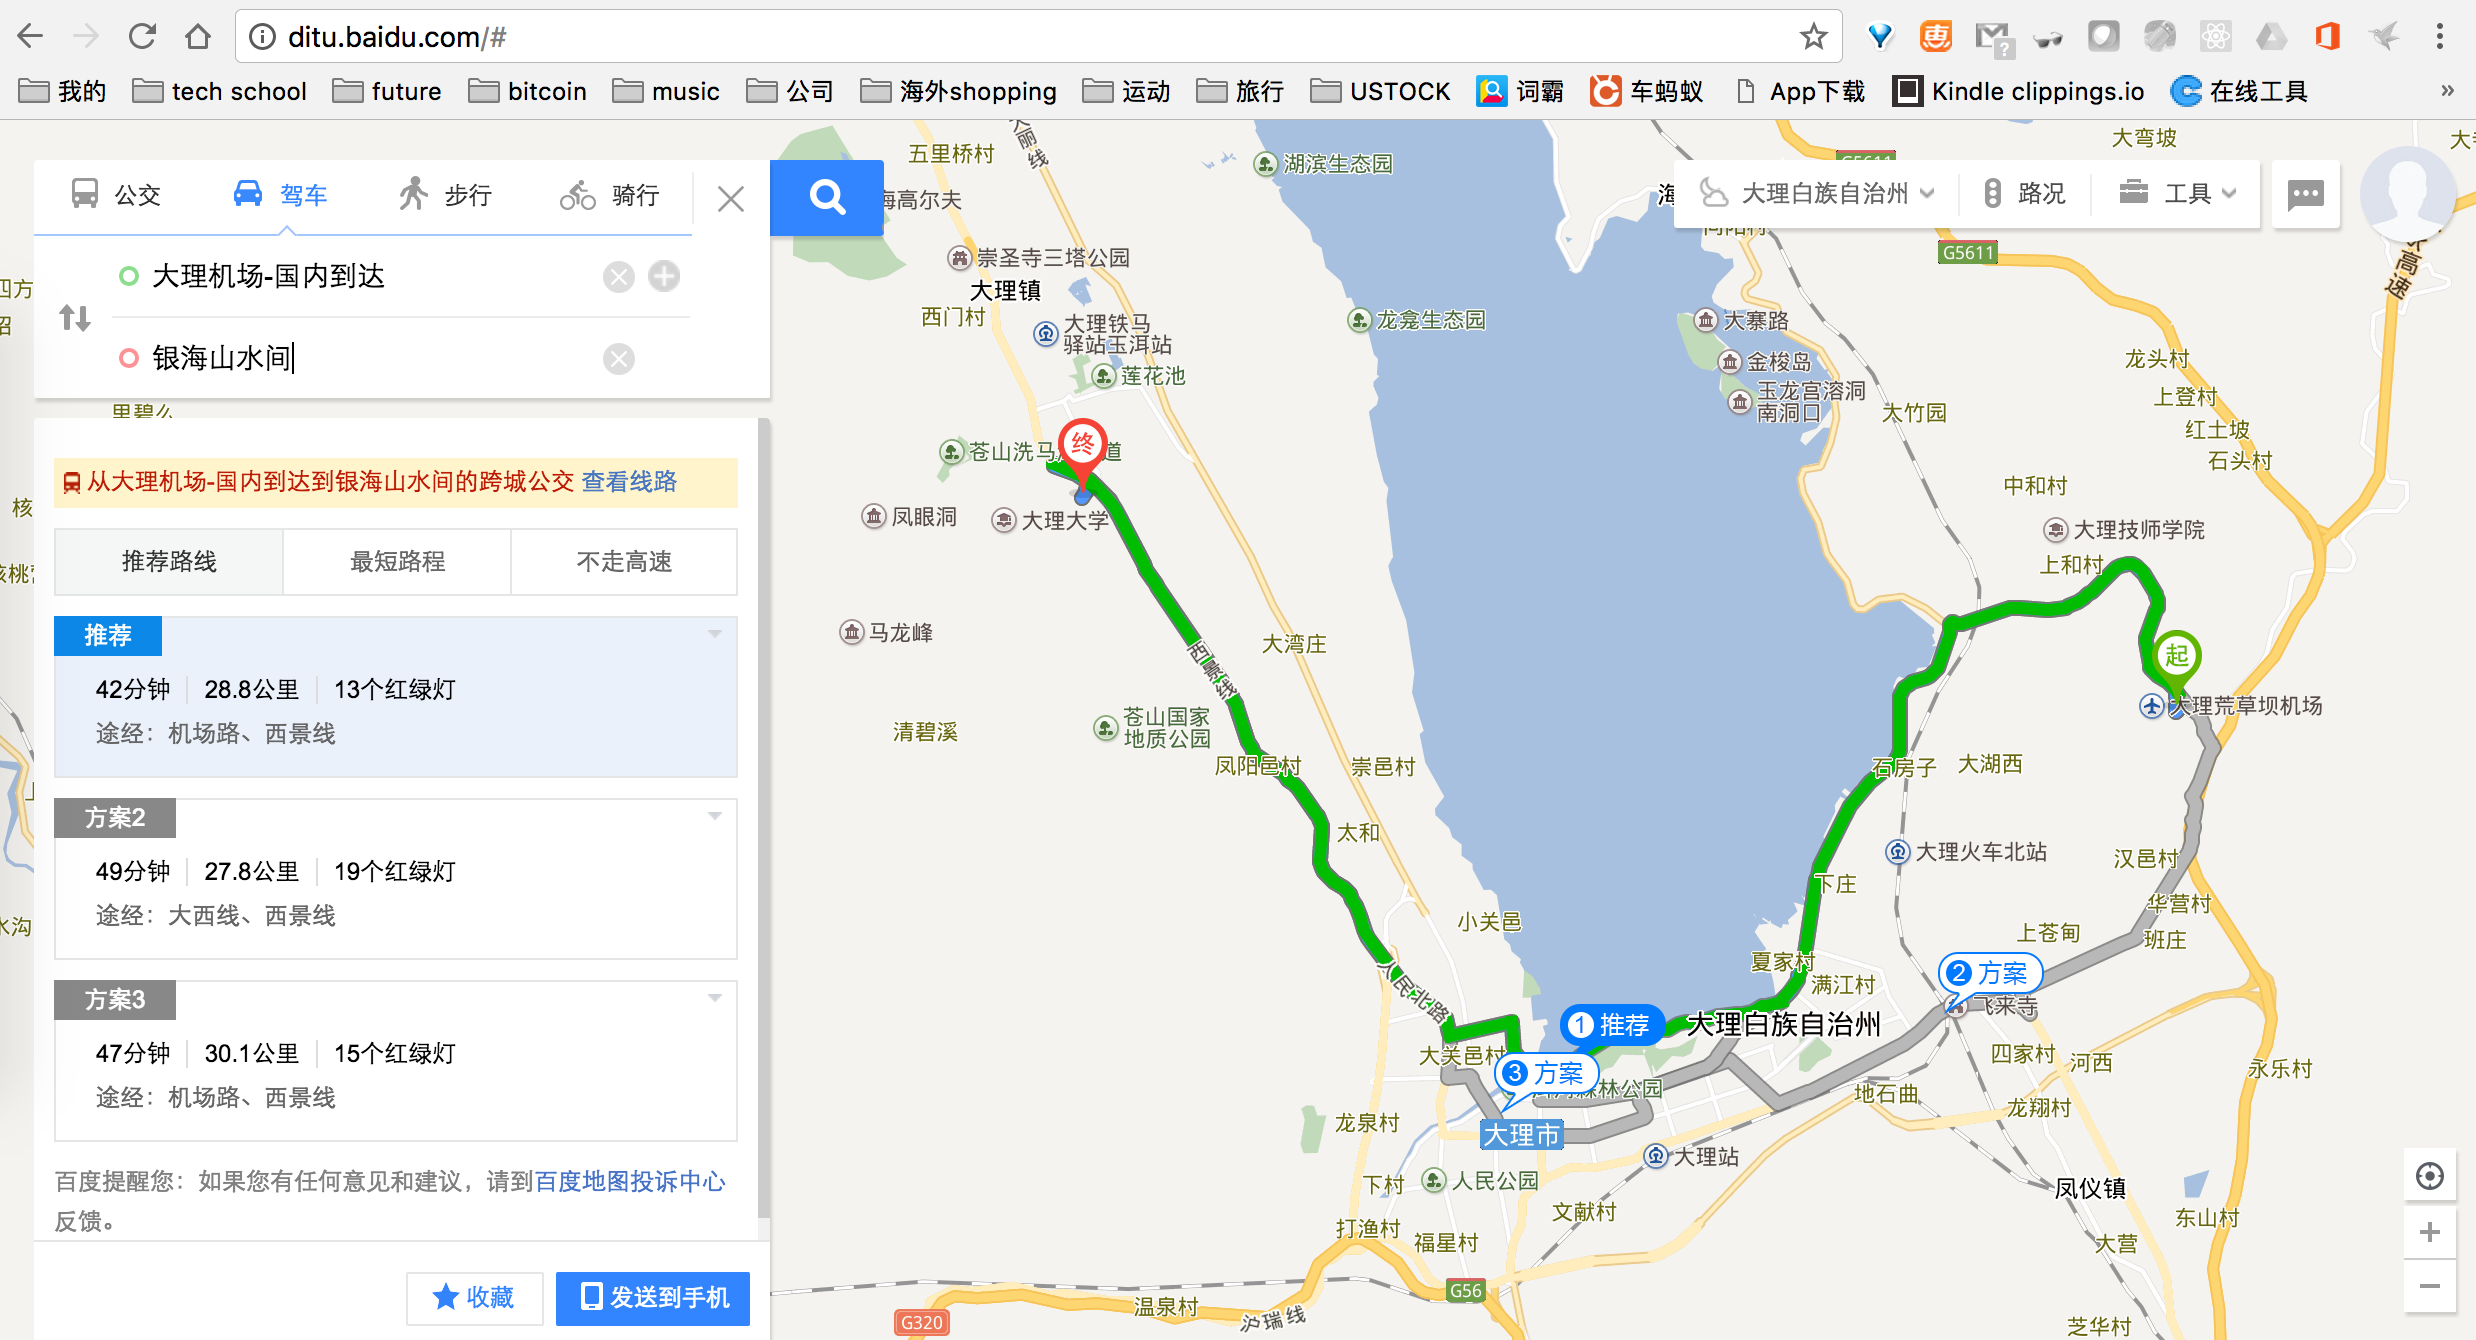 ditu.baidu.com/#
我的
tech school
future
bitcoin
music
公司
海外shopping
运动
旅行
USTOCK
词霸
车蚂蚁
App下载
Kindle clippings.io
在线工具
»
公交
驾车
步行
骑行
大理机场-国内到达
银海山水间
从大理机场-国内到达到银海山水间的跨城公交 查看线路
推荐路线
最短路程
不走高速
推荐
42分钟 28.8公里 13个红绿灯
途经：机场路、西景线
方案2
49分钟 27.8公里 19个红绿灯
途经：大西线、西景线
方案3
47分钟 30.1公里 15个红绿灯
途经：机场路、西景线
百度提醒您：如果您有任何意见和建议，请到百度地图投诉中心
反馈。
收藏
发送到手机
大理白族自治州
路况
工具
五里桥村
大丽线
湖滨生态园
大弯坡
海高尔夫
崇圣寺三塔公园
大理镇
西门村
大理铁马
驿站玉洱站
莲花池
龙龛生态园
G5611
G5611
高速
大寨路
金梭岛
玉龙宫溶洞
南洞口
大竹园
龙头村
上登村
红土坡
石头村
中和村
大理技师学院
上和村
苍山洗马
道
终
凤眼洞
大理大学
马龙峰
大湾庄
西景线
起
大理荒草坝机场
清碧溪
苍山国家
地质公园
凤阳邑村
崇邑村
石房子
大湖西
太和
大理火车北站
汉邑村
下庄
华营村
小关邑
上苍甸
班庄
夏家村
满江村
2 方案
飞来寺
人民北路
1 推荐
大理白族自治州
大关邑村
3 方案
森林公园
四家村
河西
永乐村
地石曲
龙翔村
龙泉村
大理市
大理站
下村
人民公园
凤仪镇
文献村
东山村
打渔村
福星村
大营
G56
温泉村
G320
沪瑞线
芝华村